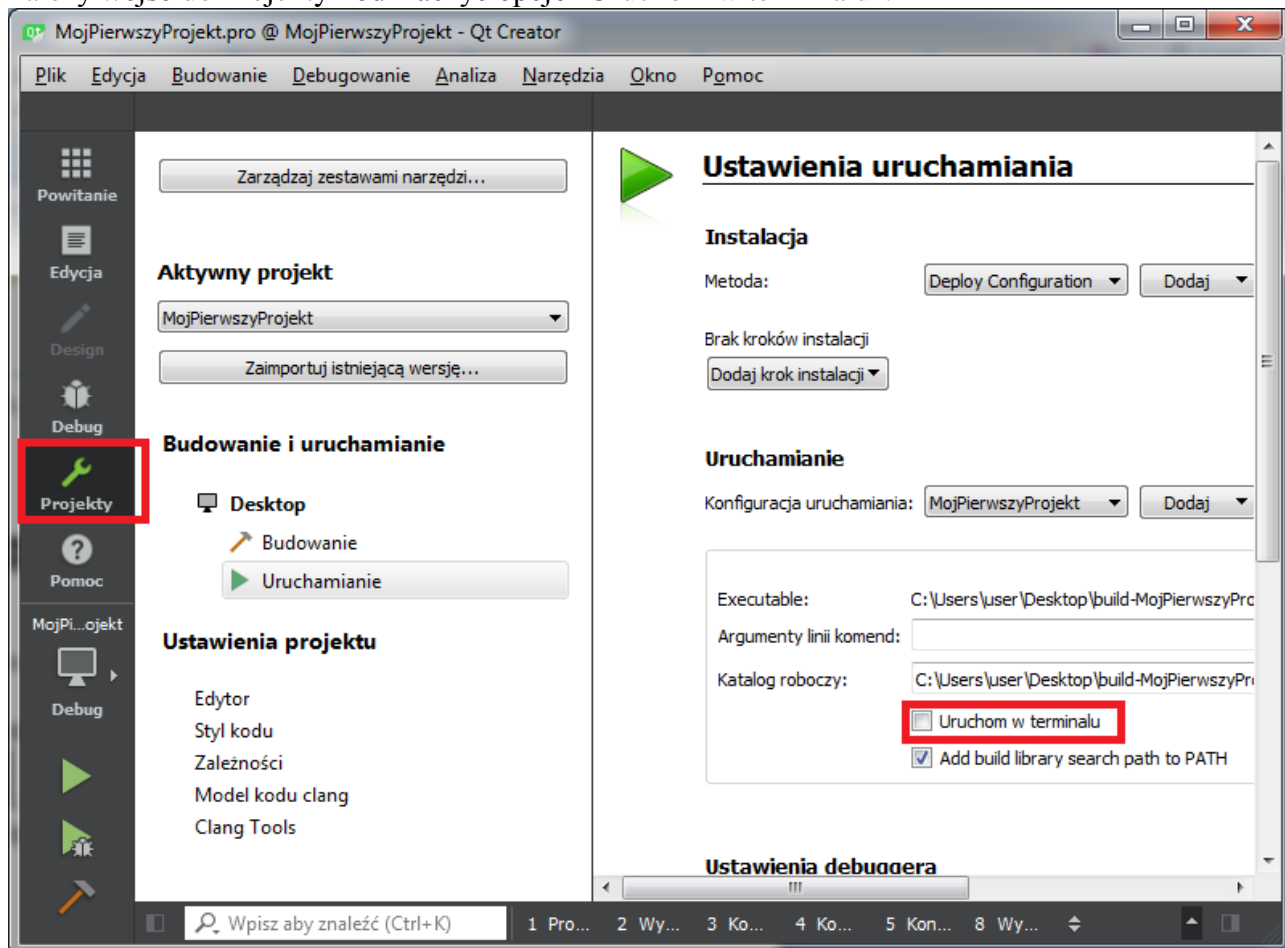 MojPierwszyProjekt.pro @ MojPierwszyProjekt - Qt Creator
Plik Edycja Budowanie Debugowanie Analiza Narzędzia Okno Pomoc
Powitanie
Edycja
Design
Debug
Projekty
Pomoc
MojPi...ojekt
Debug
Zarządzaj zestawami narzędzi...
Aktywny projekt
MojPierwszyProjekt
Zaimportuj istniejącą wersję...
Budowanie i uruchamianie
Desktop
Budowanie
Uruchamianie
Ustawienia projektu
Edytor
Styl kodu
Zależności
Model kodu clang
Clang Tools
Ustawienia uruchamiania
Instalacja
Metoda: Deploy Configuration Dodaj
Brak kroków instalacji
Dodaj krok instalacji
Uruchamianie
Konfiguracja uruchamiania: MojPierwszyProjekt Dodaj
Executable: C:\Users\user\Desktop\build-MojPierwszyPro
Argumenty linii komend:
Katalog roboczy: C:\Users\user\Desktop\build-MojPierwszyPr
Uruchom w terminalu
Add build library search path to PATH
Ustawienia debuggera
Wpisz aby znaleźć (Ctrl+K) 1 Pro... 2 Wy... 3 Ko... 4 Ko... 5 Kon... 8 Wy...